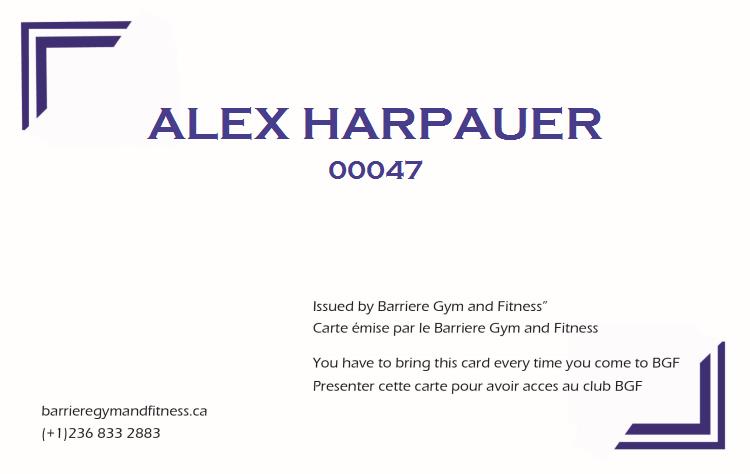 ALEX HARPAUER
00047
Issued by Barriere Gym and Fitness”
Carte émise par le Barriere Gym and Fitness
You have to bring this card every time you come to BGF
Presenter cette carte pour avoir acces au club BGF
barrieregymandfitness.ca
(+1)236 833 2883